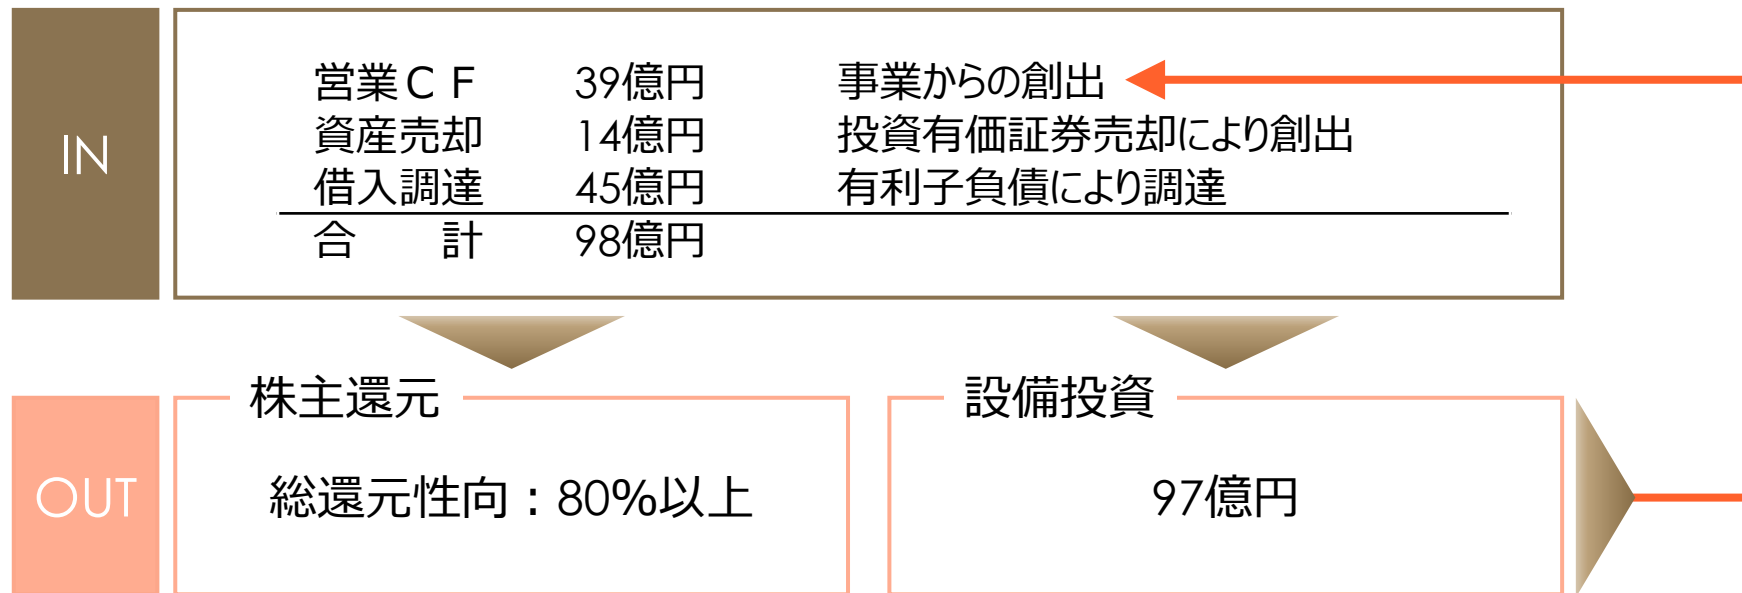 IN
営業ＣＦ 39億円 事業からの創出
資産売却 14億円 投資有価証券売却により創出
借入調達 45億円 有利子負債により調達
合　計 98億円
OUT
株主還元
総還元性向：80％以上
設備投資
97億円